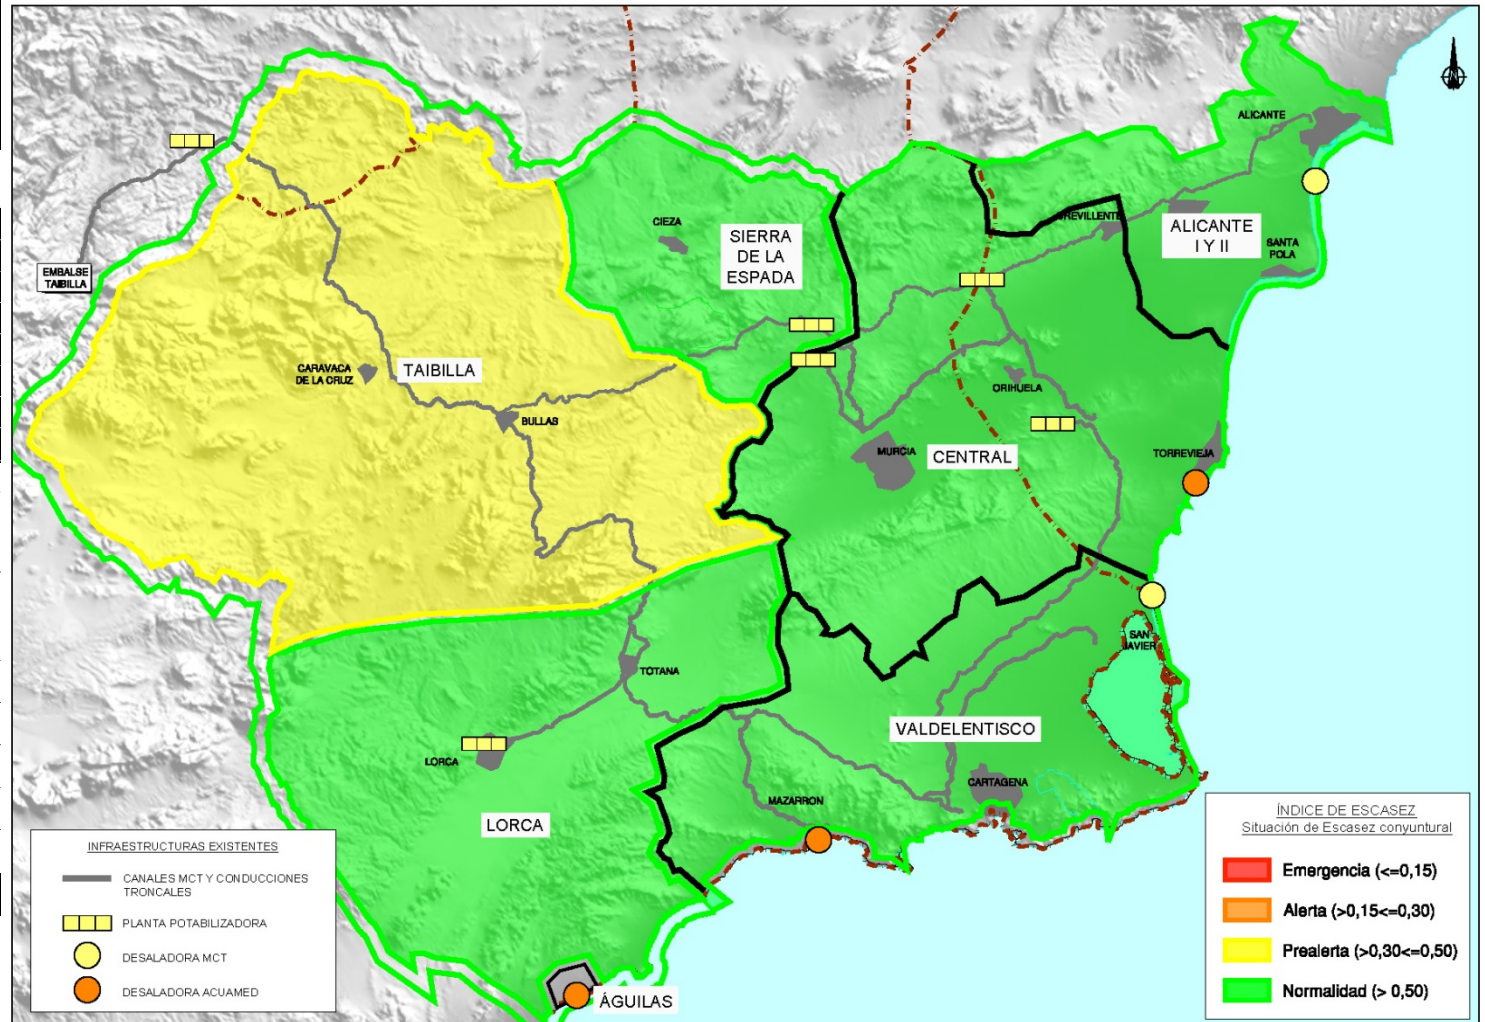 ALICANTE
CREVILLENTE
ALICANTE
I Y II
SANTA
POLA
CIEZA
SIERRA
DE LA
ESPADA
EMBALSE
TAIBILLA
CARAVACA
DE LA CRUZ
TAIBILLA
BULLAS
ORIHUELA
MURCIA
CENTRAL
TORREVIEJA
SAN
JAVIER
TOTANA
VALDELENTISCO
LORCA
CARTAGENA
MAZARRON
LORCA
ÁGUILAS
INFRAESTRUCTURAS EXISTENTES
CANALES MCT Y CONDUCCIONES
TRONCALES
PLANTA POTABILIZADORA
DESALADORA MCT
DESALADORA ACUAMED
ÍNDICE DE ESCASEZ
Situación de Escasez conyuntural
Emergencia (<=0,15)
Alerta (>0,15<=0,30)
Prealerta (>0,30<=0,50)
Normalidad (> 0,50)
N